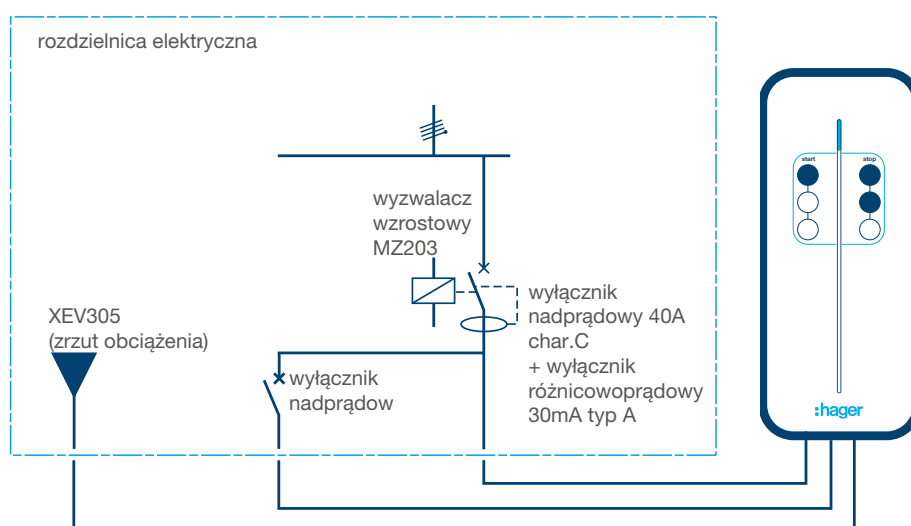 rozdzielnica elektryczna
wyzwalacz
wzrostowy
MZ203
XEV305
(zrzut obciążenia)
wyłącznik
nadprądow
wyłącznik
nadprądowy 40A
char.C
+ wyłącznik
różnicowoprądowy
30mA typ A
start
stop
:hager